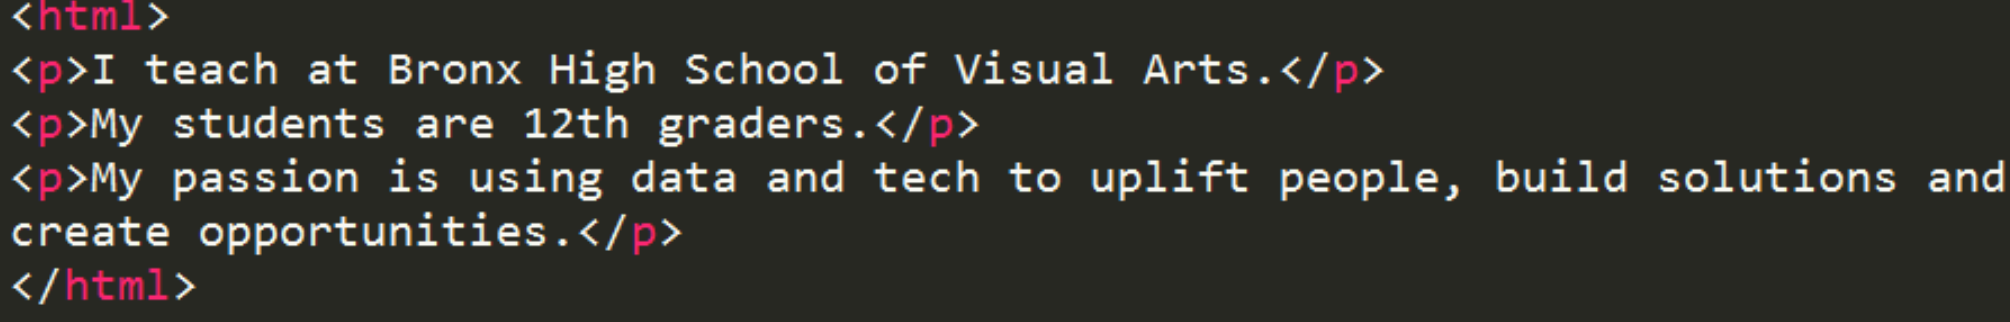 <html>
<p>I teach at Bronx High School of Visual Arts.</p>
<p>My students are 12th graders.</p>
<p>My passion is using data and tech to uplift people, build solutions and
create opportunities.</p>
</html>